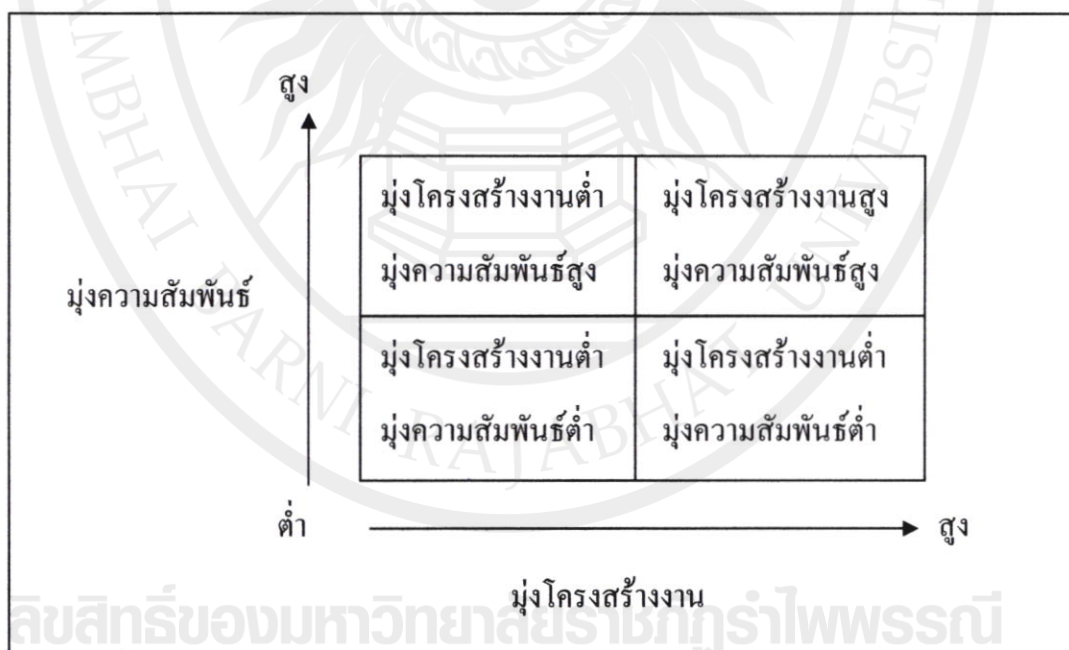 สูง
มุ่งโครงสร้างงานต่ำ
มุ่งความสัมพันธ์สูง
มุ่งโครงสร้างงานสูง
มุ่งความสัมพันธ์สูง
มุ่งความสัมพันธ์
มุ่งโครงสร้างงานต่ำ
มุ่งความสัมพันธ์ต่ำ
มุ่งโครงสร้างงานต่ำ
มุ่งความสัมพันธ์ต่ำ
ต่ำ
สูง
มุ่งโครงสร้างงาน
AMBHAI BARNI RAJABHAT UNIVERSIT
ลิขสิทธิ์ของมหาวิทยาลัยราชภัฏรำไพพรรณี